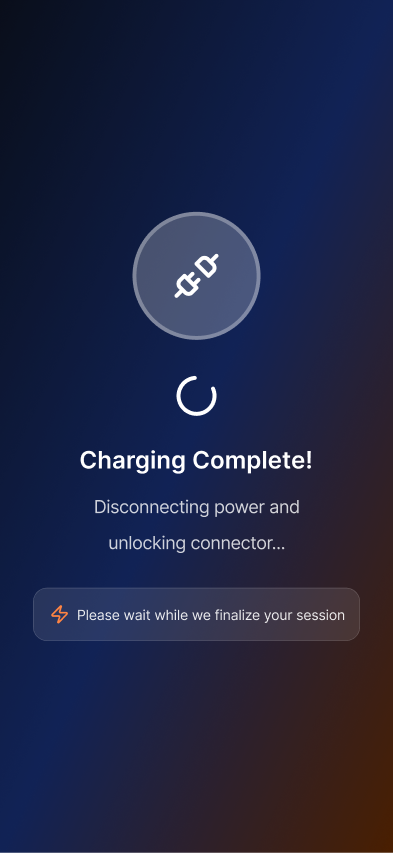 Charging Complete!
Disconnecting power and
unlocking connector...
Please wait while we finalize your session